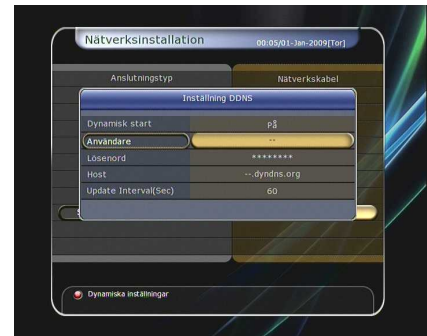 Nätverksinstallation 00:05/01-Jan-2009[Tor]
Anslutningstyp Nätverkskabel
Inställning DDNS
Dynamisk start På
Användare --
Lösenord ********
Host --.dyndns.org
Update Interval(Sec) 60
S
Dynamiska inställningar